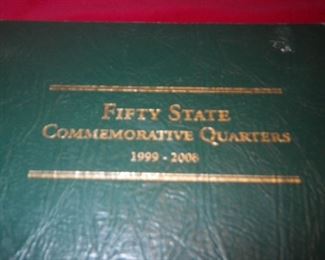 FIFTY STATE
COMMEMORATIVE QUARTERS
1999 - 2008